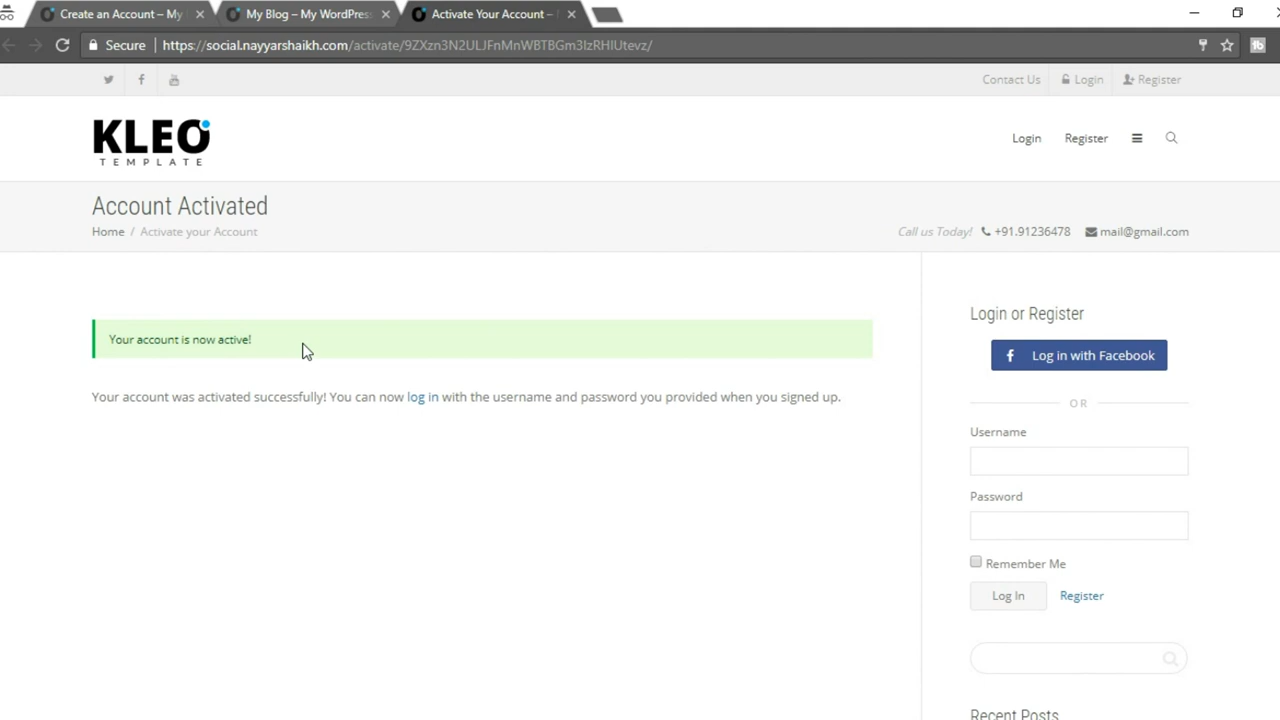 Create an Account – My
My Blog – My WordPress
Activate Your Account –
Secure
https://social.nayyarshaikh.com/activate/9ZXzn3N2ULJFnMnWBTBGm3IzRHIUtevz/
Contact Us
Login
Register
KLEO
TEMPLATE
Login
Register
Account Activated
Home / Activate your Account
Call us Today! +91.91236478 mail@gmail.com
Your account is now active!
Your account was activated successfully! You can now log in with the username and password you provided when you signed up.
Login or Register
f Log in with Facebook
OR
Username
Password
Remember Me
Log In
Register
Recent Posts